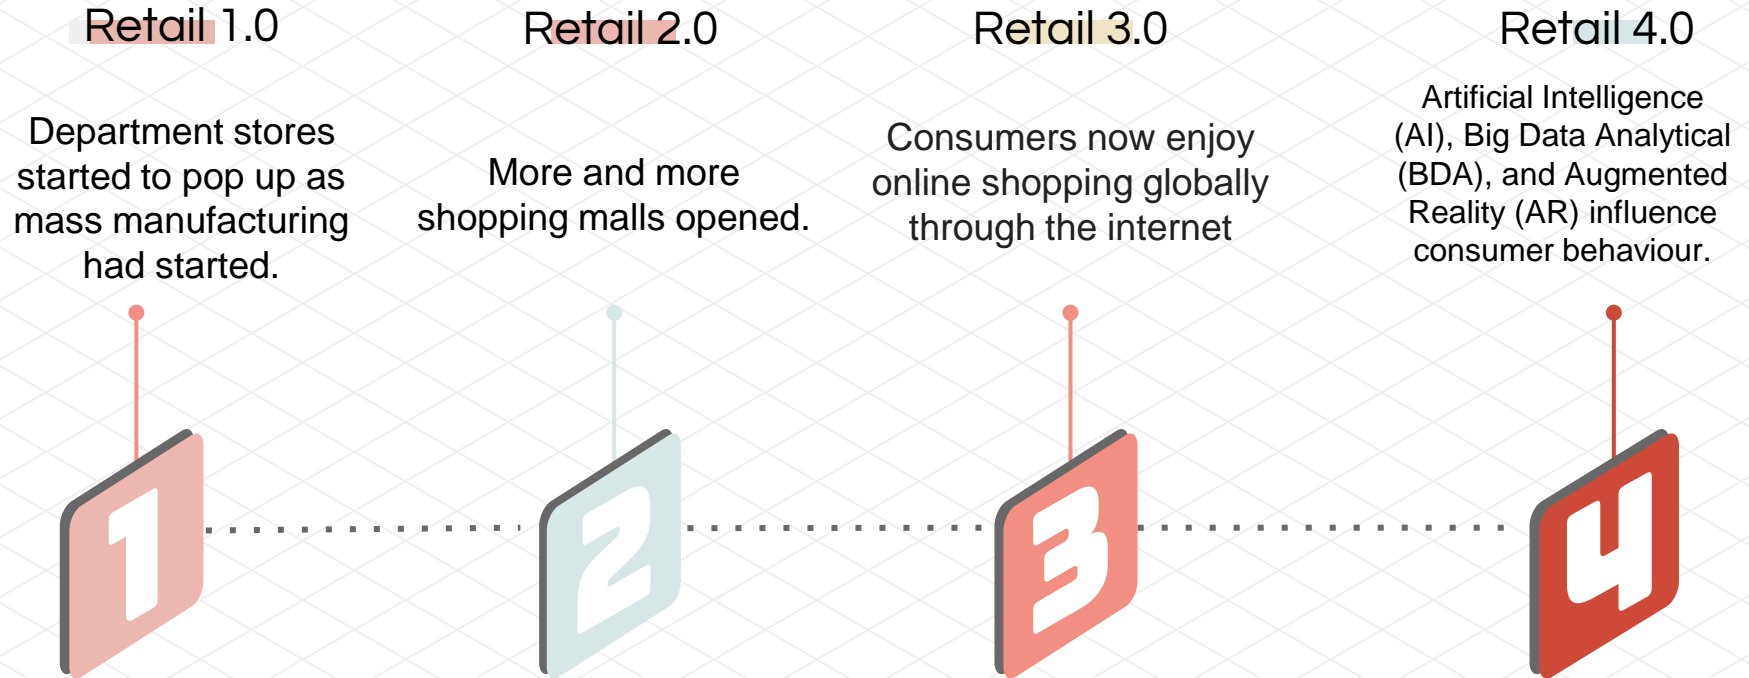 Retail 1.0
Department stores
started to pop up as
mass manufacturing
had started.
Retail 2.0
More and more
shopping malls opened.
Retail 3.0
Consumers now enjoy
online shopping globally
through the internet
Retail 4.0
Artificial Intelligence
(AI), Big Data Analytical
(BDA), and Augmented
Reality (AR) influence
consumer behaviour.
1
2
3
4